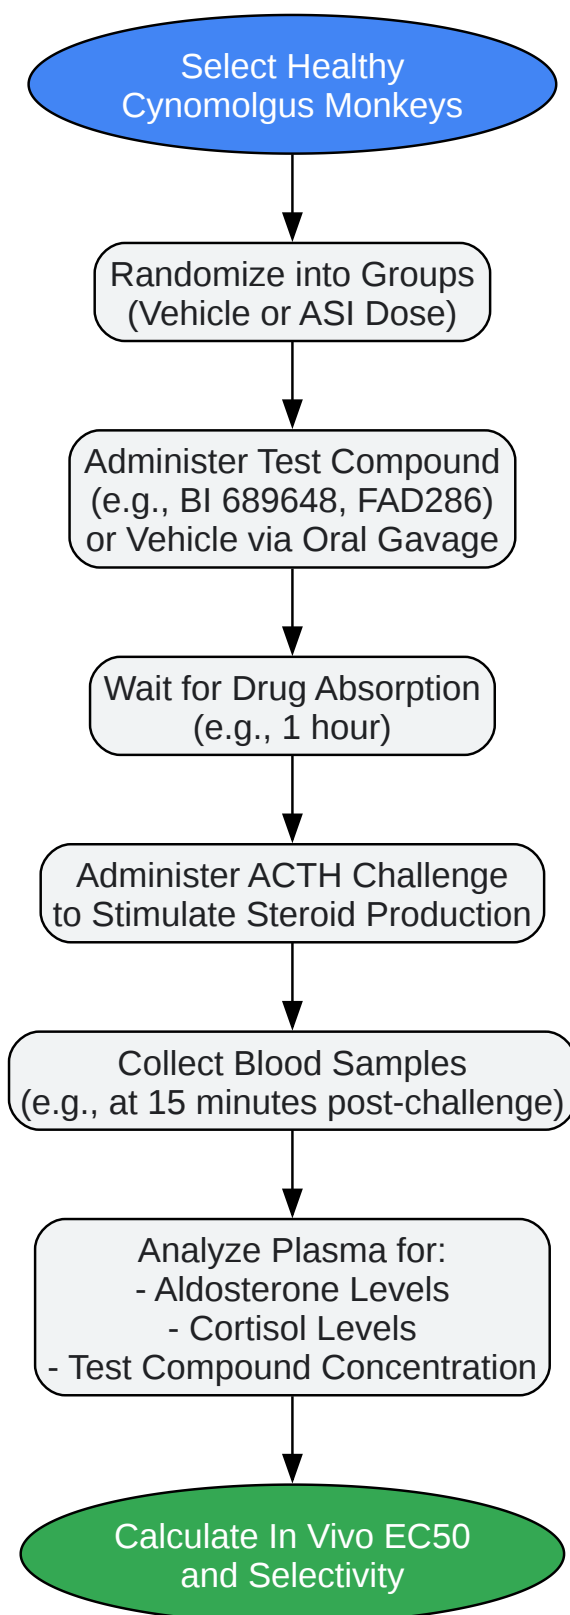 Select Healthy
Cynomolgus Monkeys
Randomize into Groups
(Vehicle or ASI Dose)
Administer Test Compound
(e.g., BI 689648, FAD286)
or Vehicle via Oral Gavage
Wait for Drug Absorption
(e.g., 1 hour)
Administer ACTH Challenge
to Stimulate Steroid Production
Collect Blood Samples
(e.g., at 15 minutes post-challenge)
Analyze Plasma for:
- Aldosterone Levels
- Cortisol Levels
- Test Compound Concentration
Calculate In Vivo EC50
and Selectivity